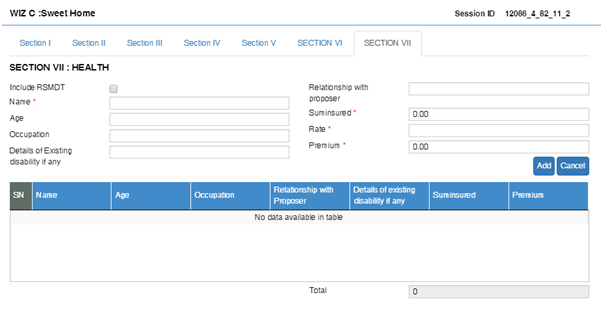 WIZ C :Sweet Home
Session ID 12086_4_82_11_2
Section I Section II Section III Section IV Section V SECTION VI SECTION VII
SECTION VII : HEALTH
Include RSMDT
Name *
Age
Occupation
Details of Existing
disability if any
Relationship with
proposer
Suminsured * 0.00
Rate *
Premium * 0.00
Add Cancel
SN Name Age Occupation Relationship with
Proposer Details of existing
disability if any Suminsured Premium
No data available in table
Total 0